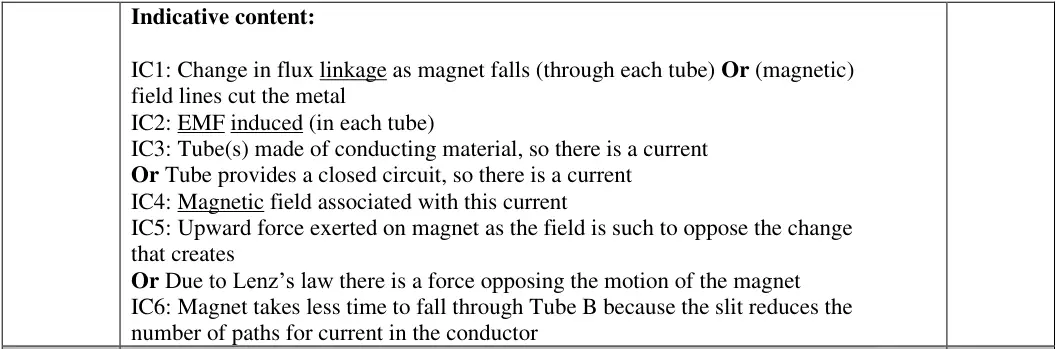 Indicative content:
IC1: Change in flux linkage as magnet falls (through each tube) Or (magnetic)
field lines cut the metal
IC2: EMF induced (in each tube)
IC3: Tube(s) made of conducting material, so there is a current
Or Tube provides a closed circuit, so there is a current
IC4: Magnetic field associated with this current
IC5: Upward force exerted on magnet as the field is such to oppose the change
that creates
Or Due to Lenz’s law there is a force opposing the motion of the magnet
IC6: Magnet takes less time to fall through Tube B because the slit reduces the
number of paths for current in the conductor